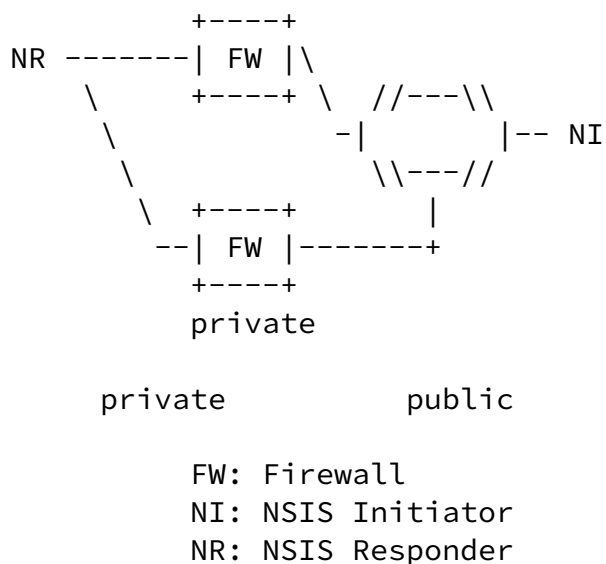 NR
FW
NI
FW
private
private public
FW: Firewall
NI: NSIS Initiator
NR: NSIS Responder